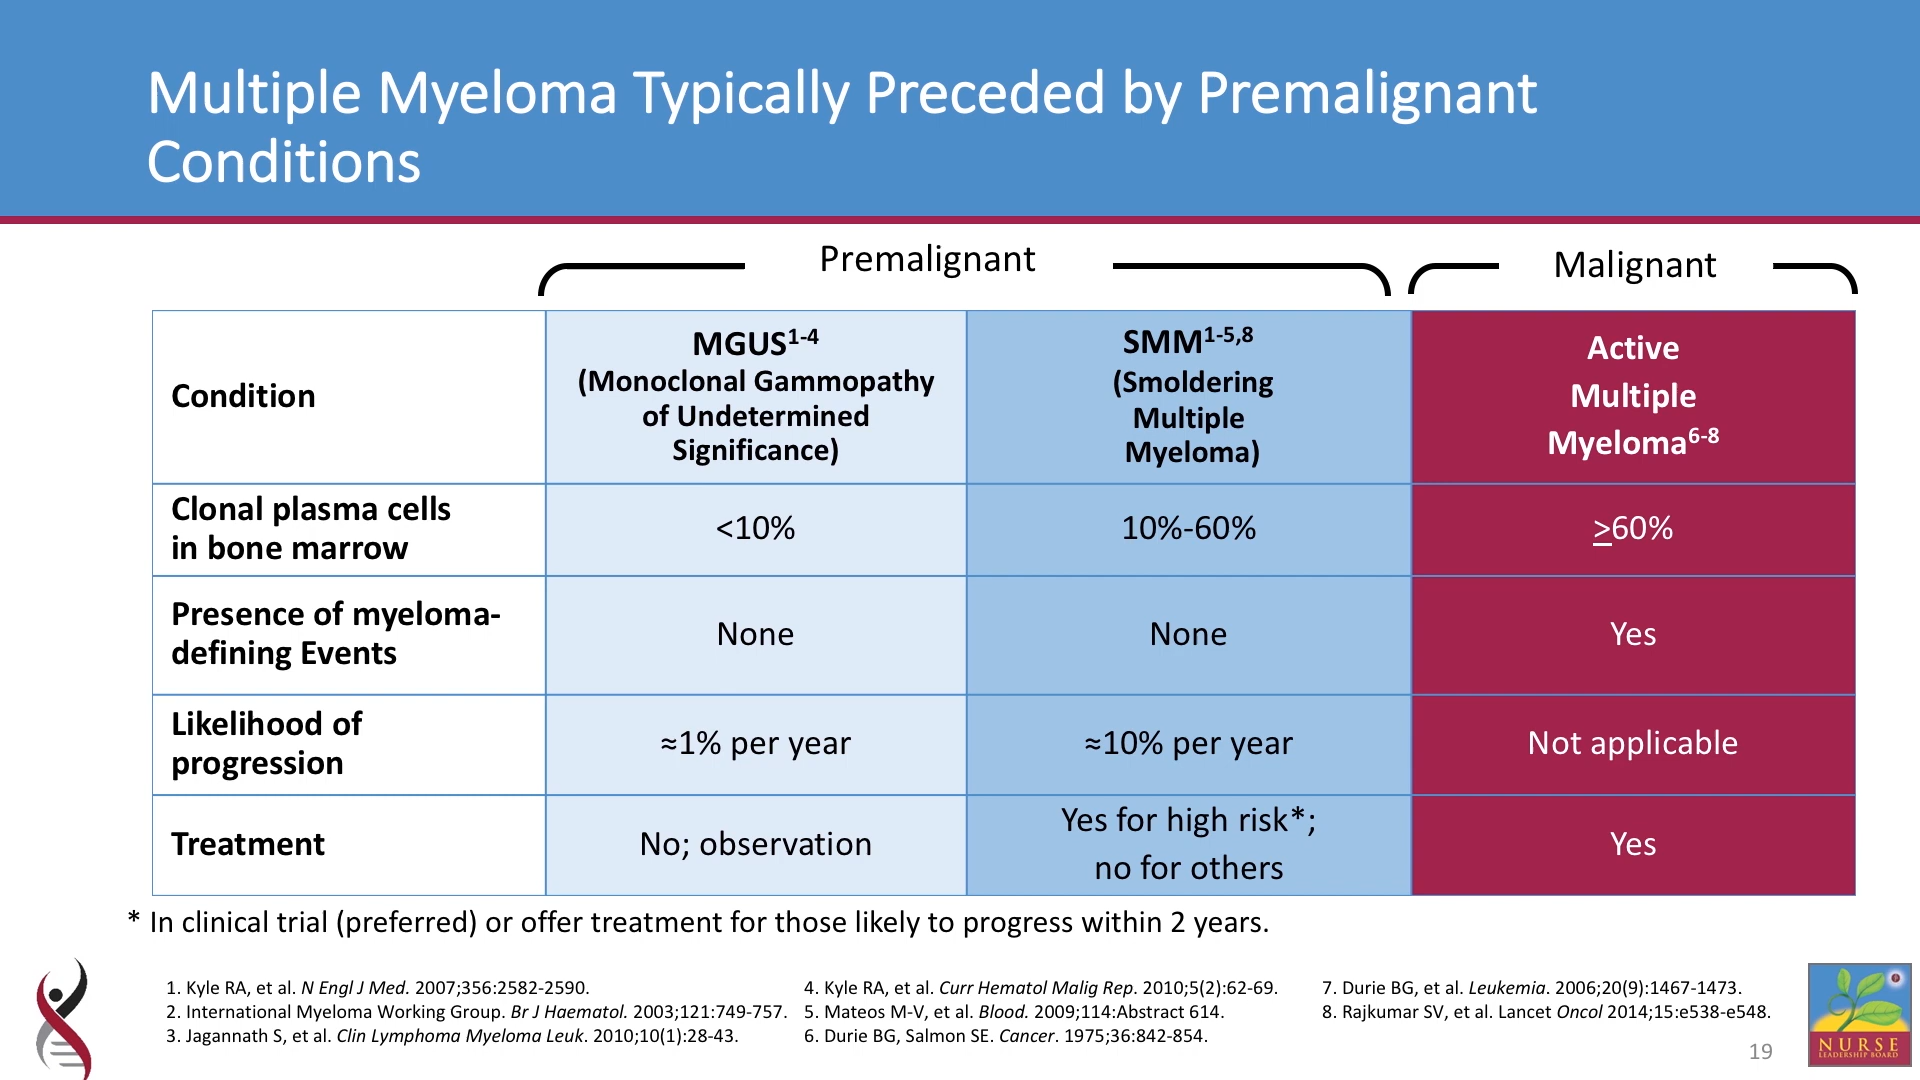 Multiple Myeloma Typically Preceded by Premalignant
Conditions
Premalignant
Malignant
Condition
MGUS1-4
(Monoclonal Gammopathy
of Undetermined
Significance)
SMM1-5,8
(Smoldering
Multiple
Myeloma)
Active
Multiple
Myeloma6-8
Clonal plasma cells
in bone marrow
<10%
10%-60%
≥60%
Presence of myeloma-
defining Events
None
None
Yes
Likelihood of
progression
≈1% per year
≈10% per year
Not applicable
Treatment
No; observation
Yes for high risk*;
no for others
Yes
* In clinical trial (preferred) or offer treatment for those likely to progress within 2 years.
1. Kyle RA, et al. N Engl J Med. 2007;356:2582-2590.
2. International Myeloma Working Group. Br J Haematol. 2003;121:749-757.
3. Jagannath S, et al. Clin Lymphoma Myeloma Leuk. 2010;10(1):28-43.
4. Kyle RA, et al. Curr Hematol Malig Rep. 2010;5(2):62-69.
5. Mateos M-V, et al. Blood. 2009;114:Abstract 614.
6. Durie BG, Salmon SE. Cancer. 1975;36:842-854.
7. Durie BG, et al. Leukemia. 2006;20(9):1467-1473.
8. Rajkumar SV, et al. Lancet Oncol 2014;15:e538-e548.
19
NURSE
LEADERSHIP BOARD